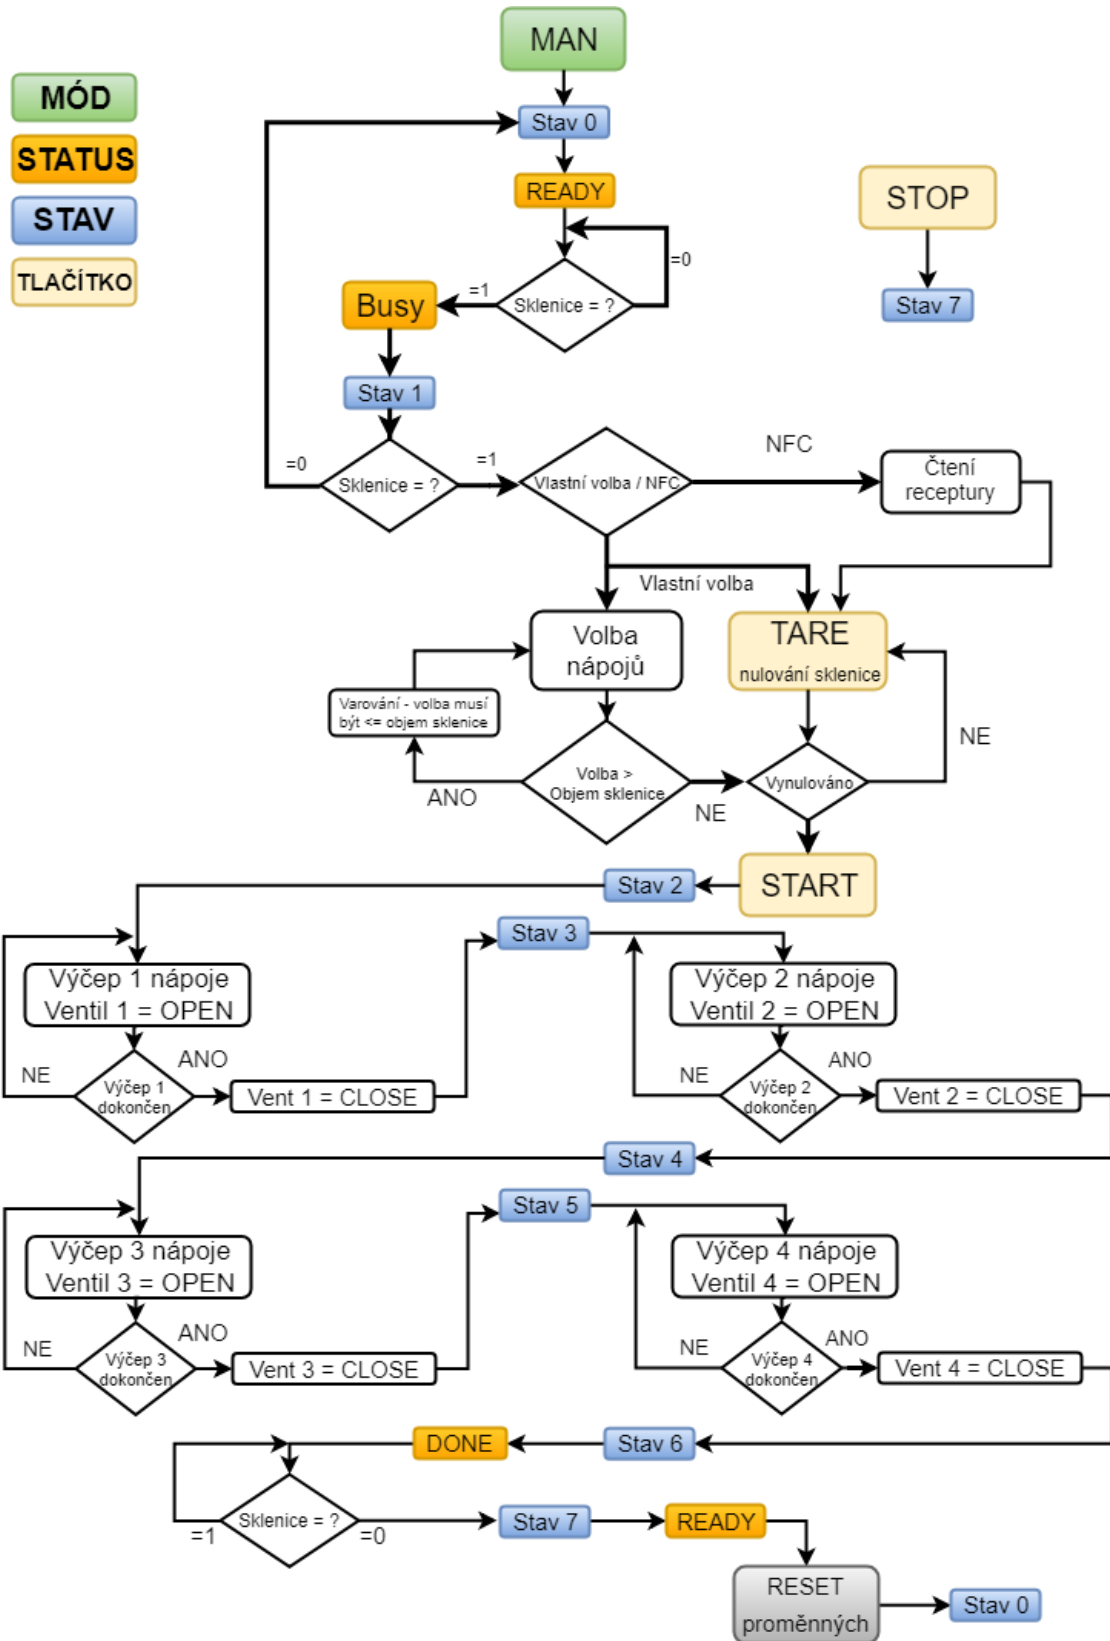 MAN
MÓD
STATUS
STAV
TLAČÍTKO
Stav 0
READY
STOP
Stav 7
=0
Sklenice = ?
=1
Busy
Stav 1
=0
Sklenice = ?
=1
Vlastní volba / NFC
NFC
Čtení
receptury
Vlastní volba
Volba
nápojů
TARE
nulování sklenice
Varování - volba musí
být <= objem sklenice
NE
ANO
Volba >
Objem sklenice
NE
Vynulováno
START
Stav 2
Stav 3
Výčep 1 nápoje
Ventil 1 = OPEN
Výčep 2 nápoje
Ventil 2 = OPEN
NE
Výčep 1
dokončen
ANO
Vent 1 = CLOSE
NE
Výčep 2
dokončen
ANO
Vent 2 = CLOSE
Stav 4
Stav 5
Výčep 3 nápoje
Ventil 3 = OPEN
Výčep 4 nápoje
Ventil 4 = OPEN
NE
Výčep 3
dokončen
ANO
Vent 3 = CLOSE
NE
Výčep 4
dokončen
ANO
Vent 4 = CLOSE
DONE
Stav 6
=1
Sklenice = ?
=0
Stav 7
READY
RESET
proměnných
Stav 0